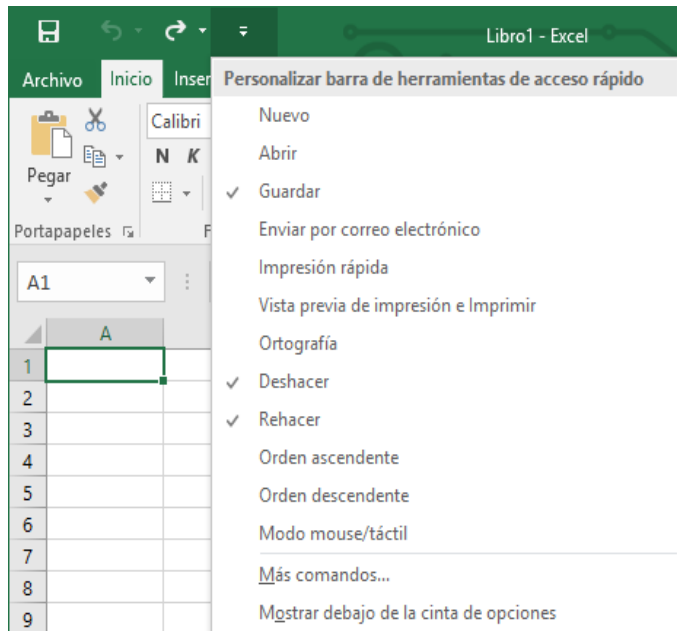 Libro1 - Excel
Archivo Inicio Inser
Personalizar barra de herramientas de acceso rápido
Calibri
N K
Pegar
Portapapeles F
A1
A
1
2
3
4
5
6
7
8
9
Nuevo
Abrir
Guardar
Enviar por correo electrónico
Impresión rápida
Vista previa de impresión e Imprimir
Ortografía
Deshacer
Rehacer
Orden ascendente
Orden descendente
Modo mouse/táctil
Más comandos...
Mostrar debajo de la cinta de opciones